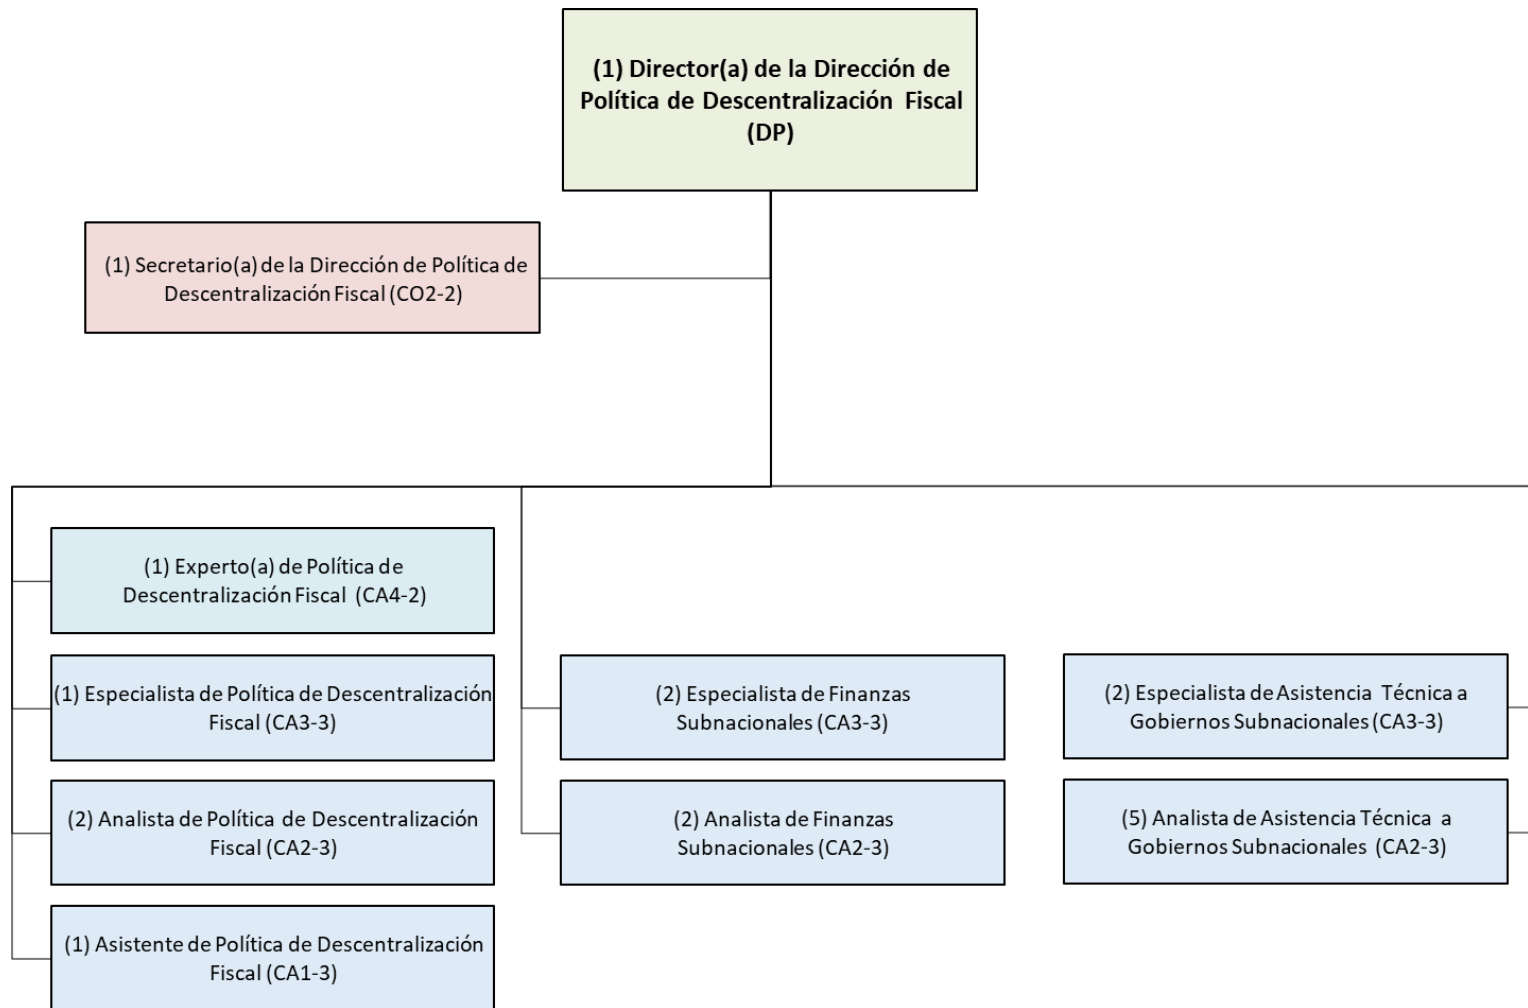 (1) Director(a) de la Dirección de
Política de Descentralización Fiscal
(DP)
(1) Secretario(a) de la Dirección de Política de
Descentralización Fiscal (CO2-2)
(1) Experto(a) de Política de
Descentralización Fiscal (CA4-2)
(1) Especialista de Política de Descentralización
Fiscal (CA3-3)
(2) Analista de Política de Descentralización
Fiscal (CA2-3)
(1) Asistente de Política de Descentralización
Fiscal (CA1-3)
(2) Especialista de Finanzas
Subnacionales (CA3-3)
(2) Analista de Finanzas
Subnacionales (CA2-3)
(2) Especialista de Asistencia Técnica a
Gobiernos Subnacionales (CA3-3)
(5) Analista de Asistencia Técnica a
Gobiernos Subnacionales (CA2-3)